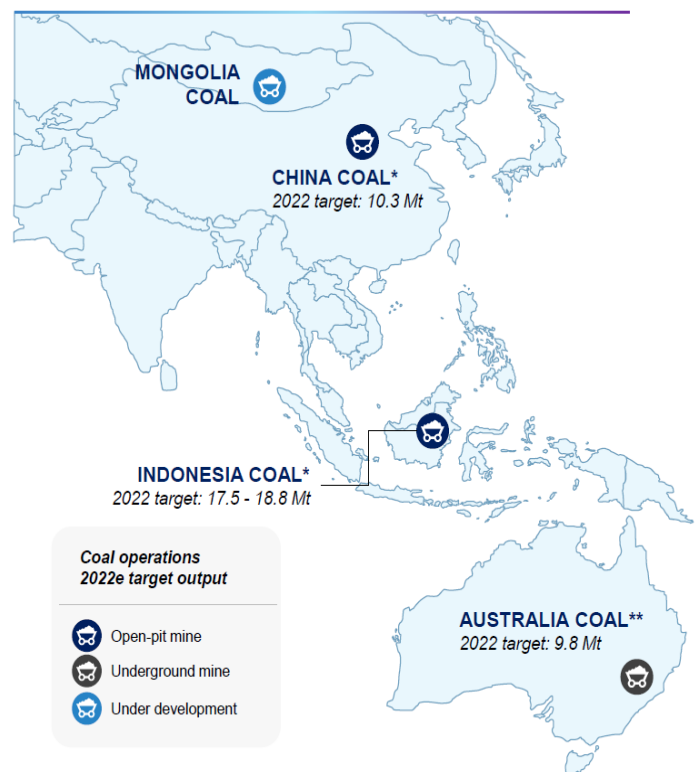 MONGOLIA
COAL
CHINA COAL*
2022 target: 10.3 Mt
INDONESIA COAL*
2022 target: 17.5 - 18.8 Mt
Coal operations
2022e target output
Open-pit mine
Underground mine
Under development
AUSTRALIA COAL**
2022 target: 9.8 Mt